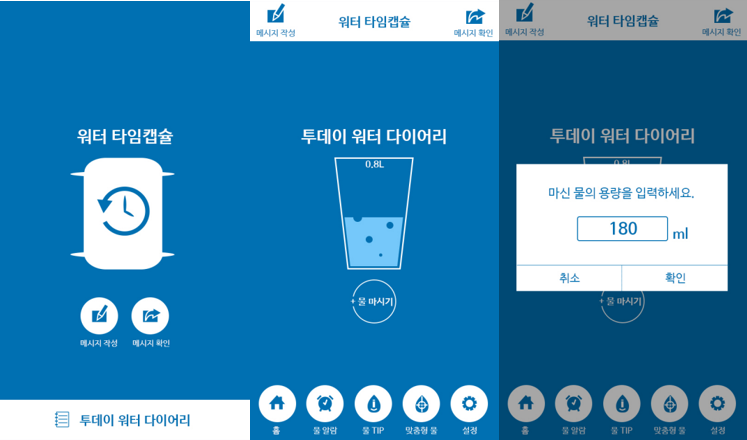 워터 타임캡슐
메시지 작성
메시지 확인
투데이 워터 다이어리
메시지 작성
워터 타임캡슐
메시지 확인
투데이 워터 다이어리
0.8L
+ 물 마시기
홈
물 알람
물 TIP
맞춤형 물
설정
메시지 작성
워터 타임캡슐
메시지 확인
투데이 워터 다이어리
0.8L
마신 물의 용량을 입력하세요.
180 ml
취소
확인
+ 물 마시기
홈
물 알람
물 TIP
맞춤형 물
설정